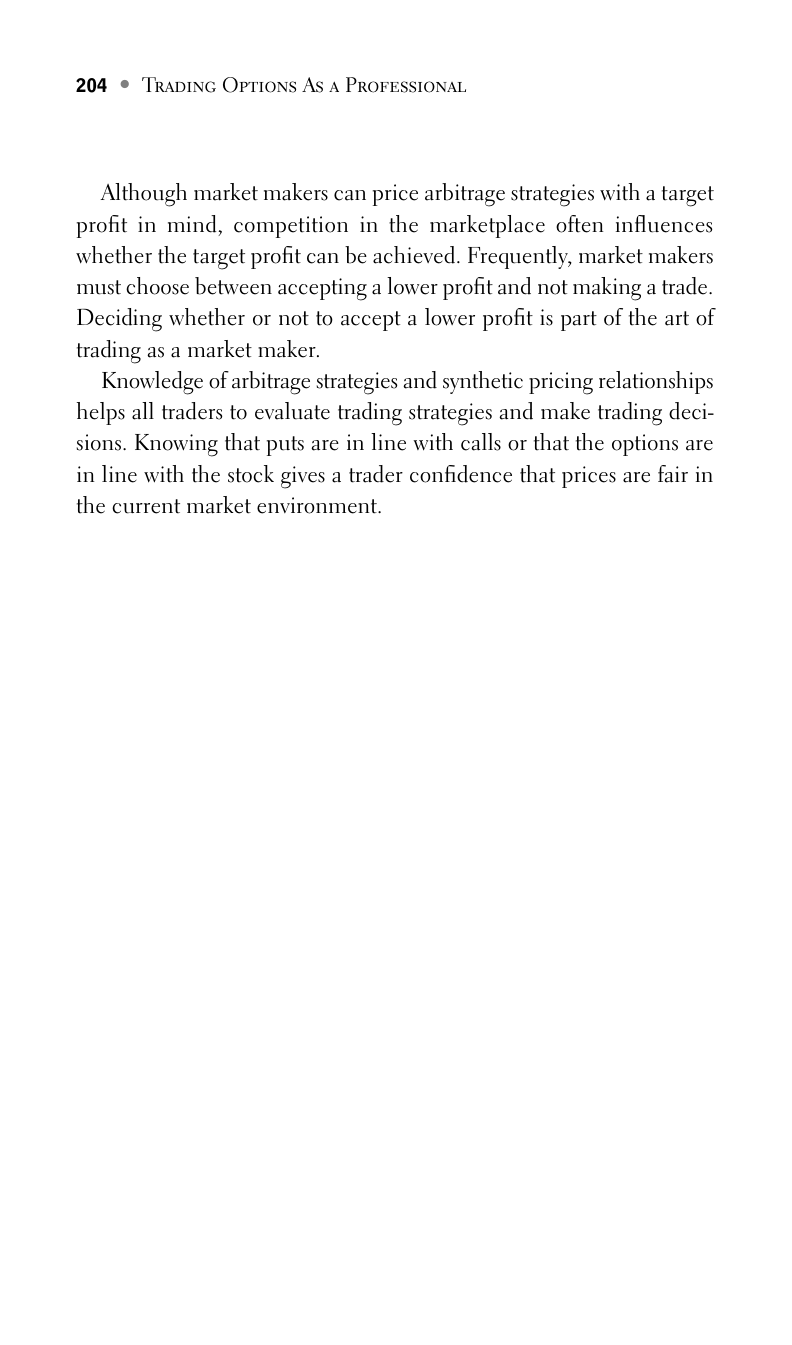 204 • Trading Options As a Professional
Although market makers can price arbitrage strategies with a target
profit in mind, competition in the marketplace often influences
whether the target profit can be achieved. Frequently, market makers
must choose between accepting a lower profit and not making a trade.
Deciding whether or not to accept a lower profit is part of the art of
trading as a market maker.
Knowledge of arbitrage strategies and synthetic pricing relationships
helps all traders to evaluate trading strategies and make trading deci-
sions. Knowing that puts are in line with calls or that the options are
in line with the stock gives a trader confidence that prices are fair in
the current market environment.